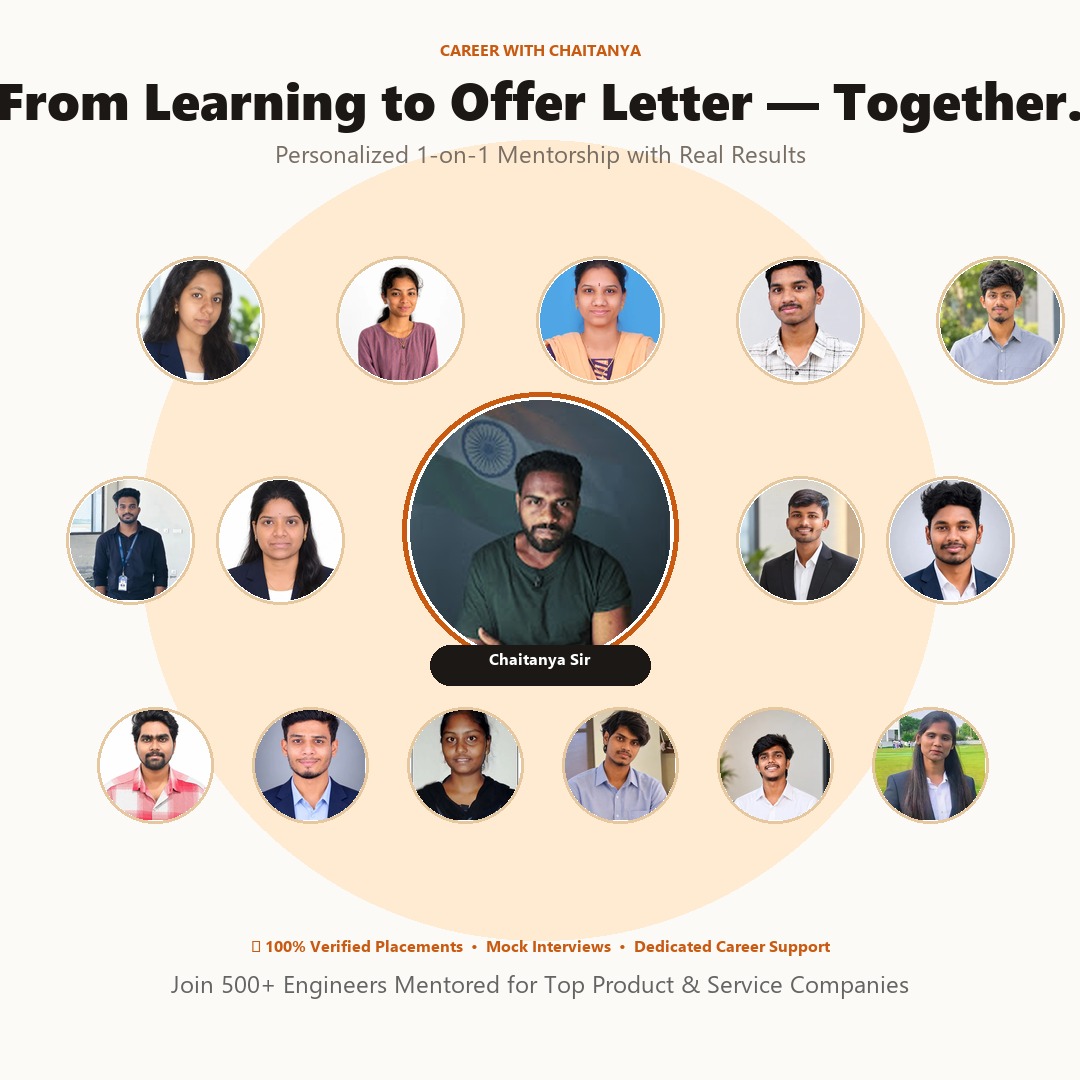 CAREER WITH CHAITANYA
From Learning to Offer Letter — Together.
Personalized 1-on-1 Mentorship with Real Results
Chaitanya Sir
100% Verified Placements • Mock Interviews • Dedicated Career Support
Join 500+ Engineers Mentored for Top Product & Service Companies